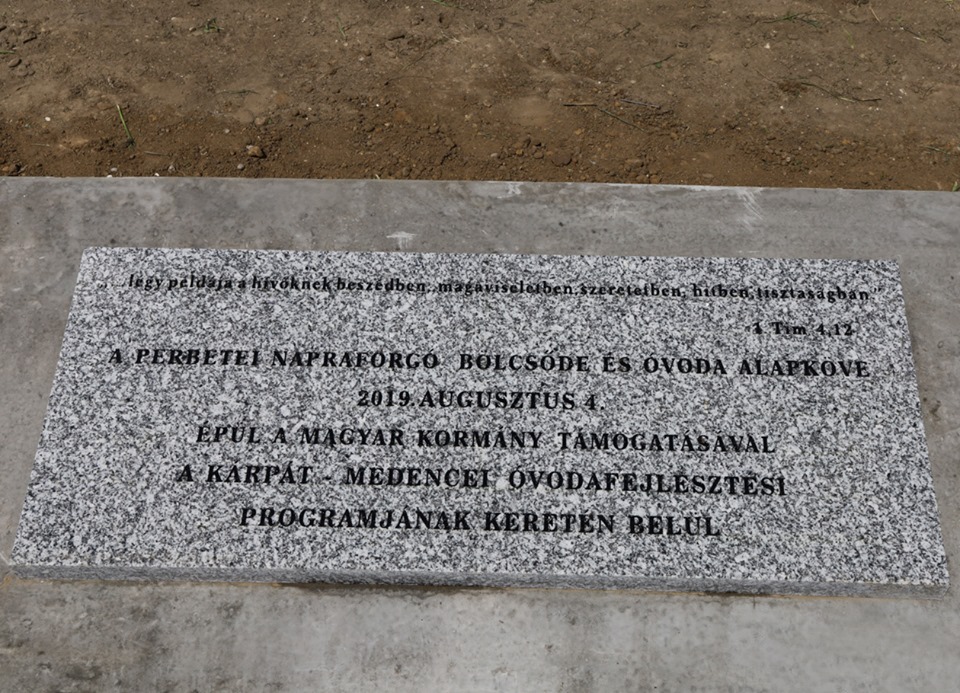 "...légy példája a hívőknek beszédben, magaviseletben, szeretetben, hitben, tisztaságban"
1 Tim 4,12
A PERBETEI NAPRAFORGÓ BÖLCSŐDE ÉS ÓVODA ALAPKÖVE
2019.AUGUSZTUS 4.
ÉPÜL A MAGYAR KORMÁNY TÁMOGATÁSÁVAL
A KÁRPÁT - MEDENCEI ÓVODAFEJLESZTÉSI
PROGRAMJÁNAK KERETEN BELÜL